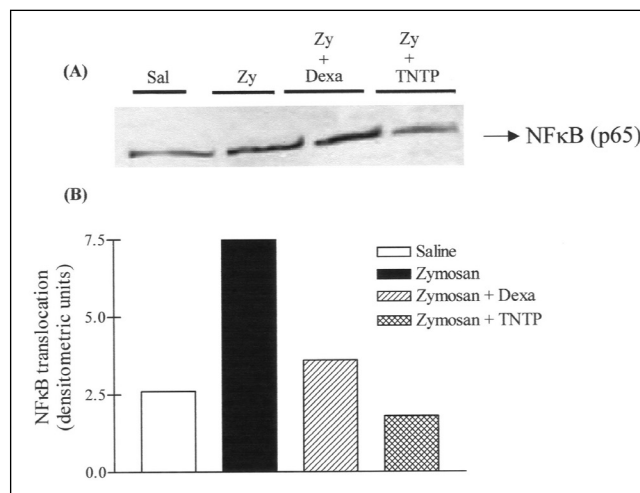 Zy Zy
+ +
(A) Sal Zy Dexa TNTP
NFκB (p65)
(B)
7.5
5.0
2.5
0.0
NFκB translocation
(densitometric units)
Saline
Zymosan
Zymosan + Dexa
Zymosan + TNTP